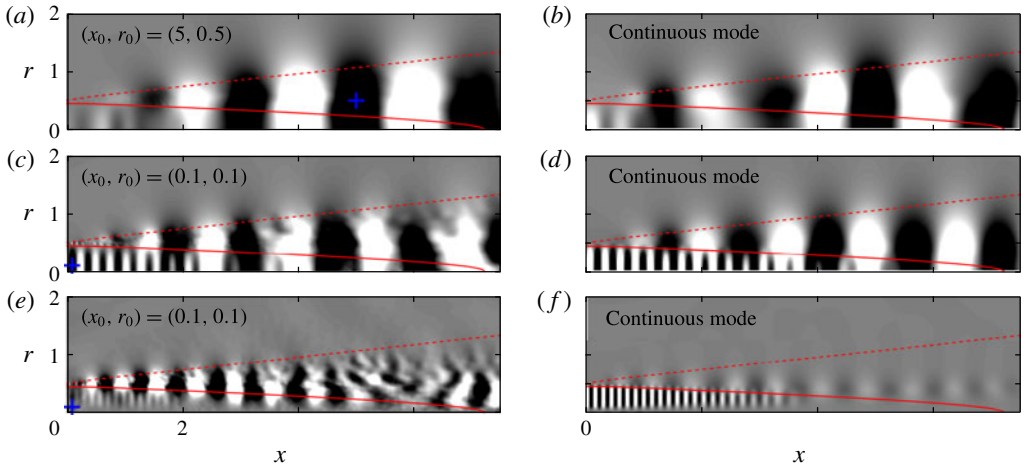 (a) 2 (x₀, r₀) = (5, 0.5) (b) Continuous mode
r 1
0
(c) 2 (x₀, r₀) = (0.1, 0.1) (d) Continuous mode
r 1
0
(e) 2 (x₀, r₀) = (0.1, 0.1) (f) Continuous mode
r 1
0 2 0
x x